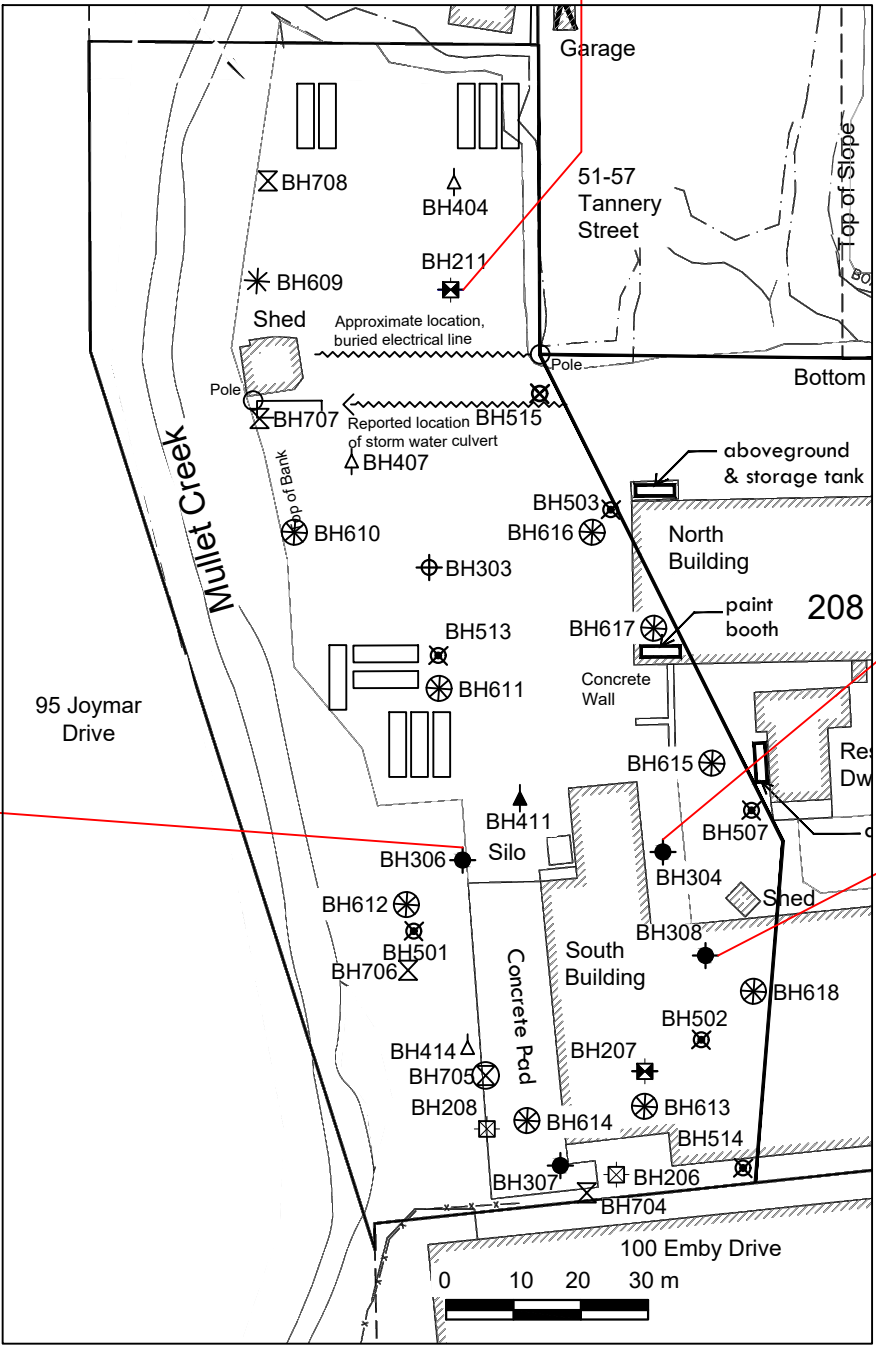 Garage
51-57
Tannery
Street
Top of Slope
BH708
BH404
BH211
BH609
Shed
Approximate location,
buried electrical line
Pole
Bottom
Pole
BH707
BH515
Reported location
of storm water culvert
BH407
aboveground
& storage tank
Mullet Creek
Top of Bank
BH503
BH610
BH616
North
Building
BH303
paint
booth
208
BH617
BH513
BH611
Concrete
Wall
95 Joymar
Drive
BH615
BH411
BH507
Silo
BH306
BH304
Shed
BH612
BH308
BH501
BH706
Concrete Pad
South
Building
BH618
BH502
BH414
BH207
BH705
BH208
BH614
BH613
BH514
BH307
BH206
BH704
100 Emby Drive
0 10 20 30 m